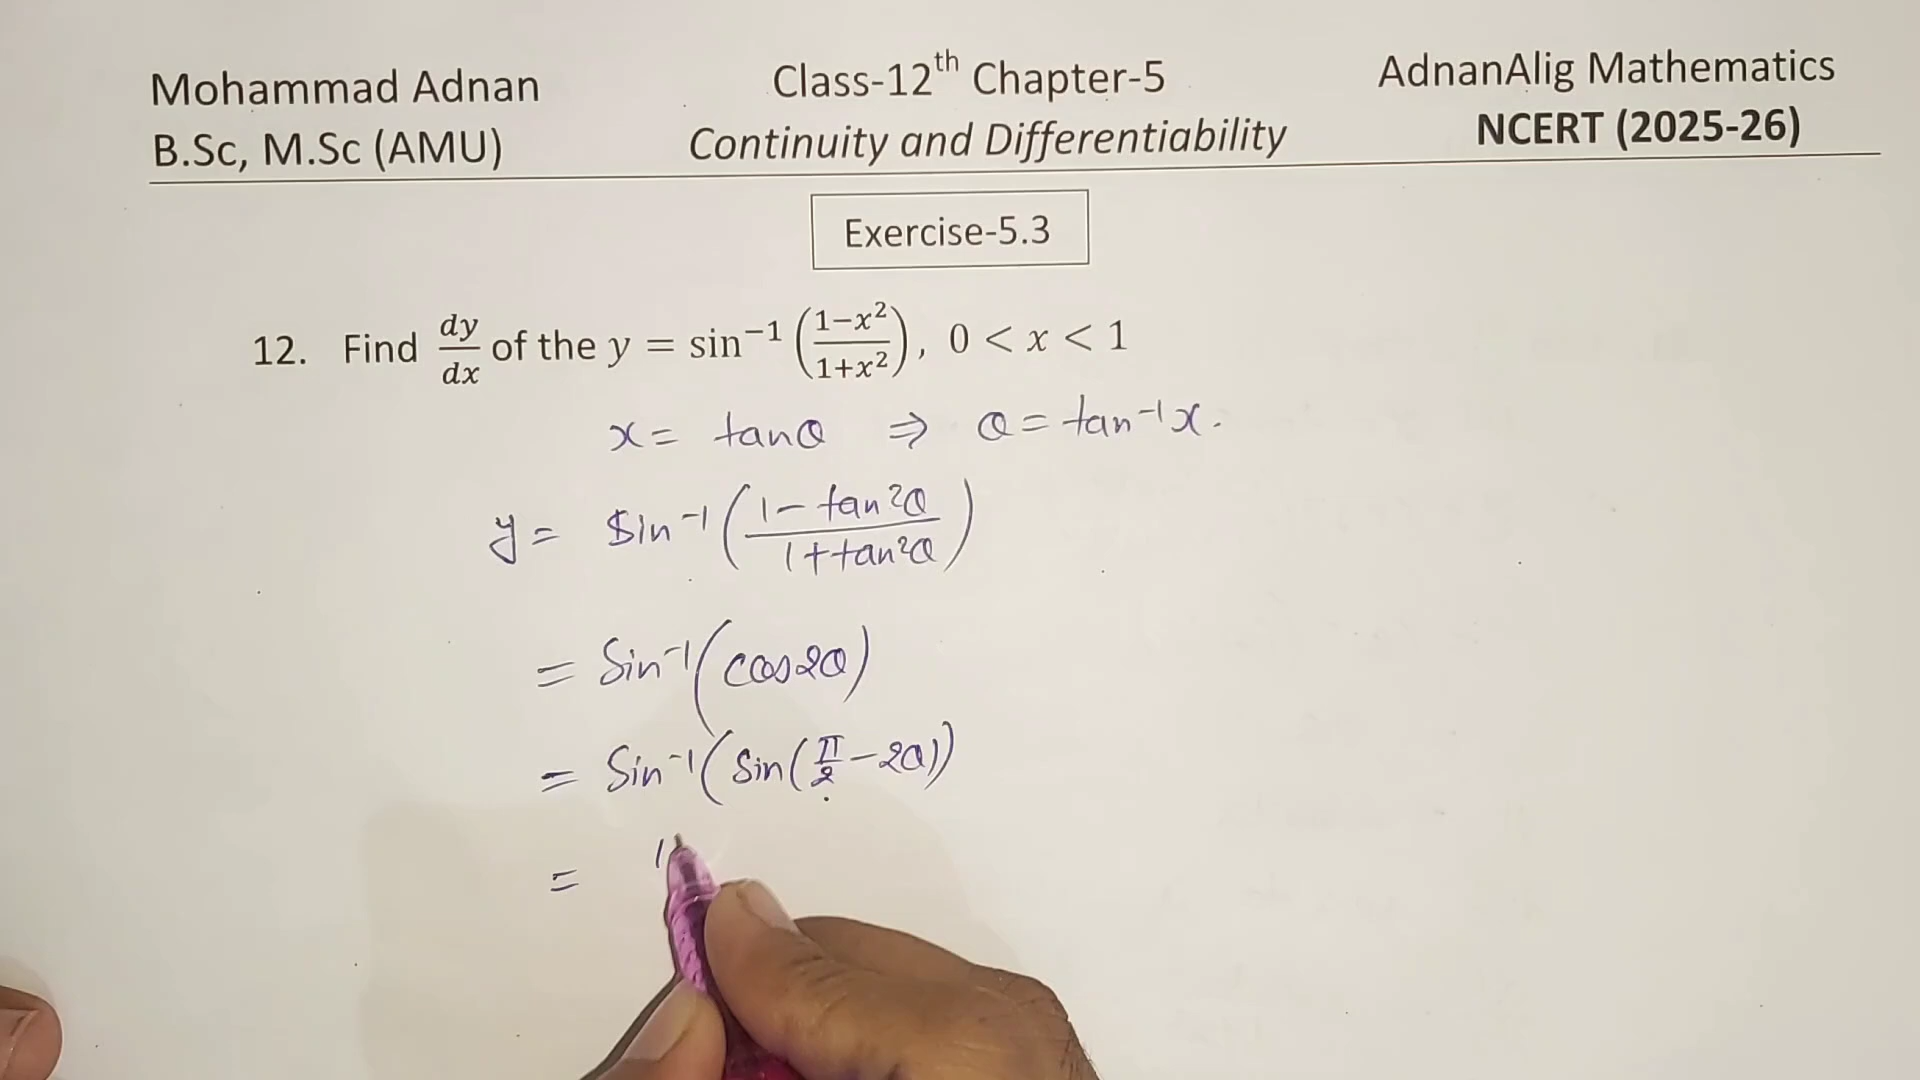 Mohammad Adnan
B.Sc, M.Sc (AMU)
Class-12th Chapter-5
Continuity and Differentiability
AdnanAlig Mathematics
NCERT (2025-26)
Exercise-5.3
12. Find dy/dx of the y = sin⁻¹ ((1−x²)/(1+x²)), 0 < x < 1
x = tanθ ⇒ θ = tan⁻¹x.
y = Sin⁻¹ ((1 − tan²θ)/(1 + tan²θ))
= Sin⁻¹(cos2θ)
= Sin⁻¹(Sin(π/2 − 2θ))
=